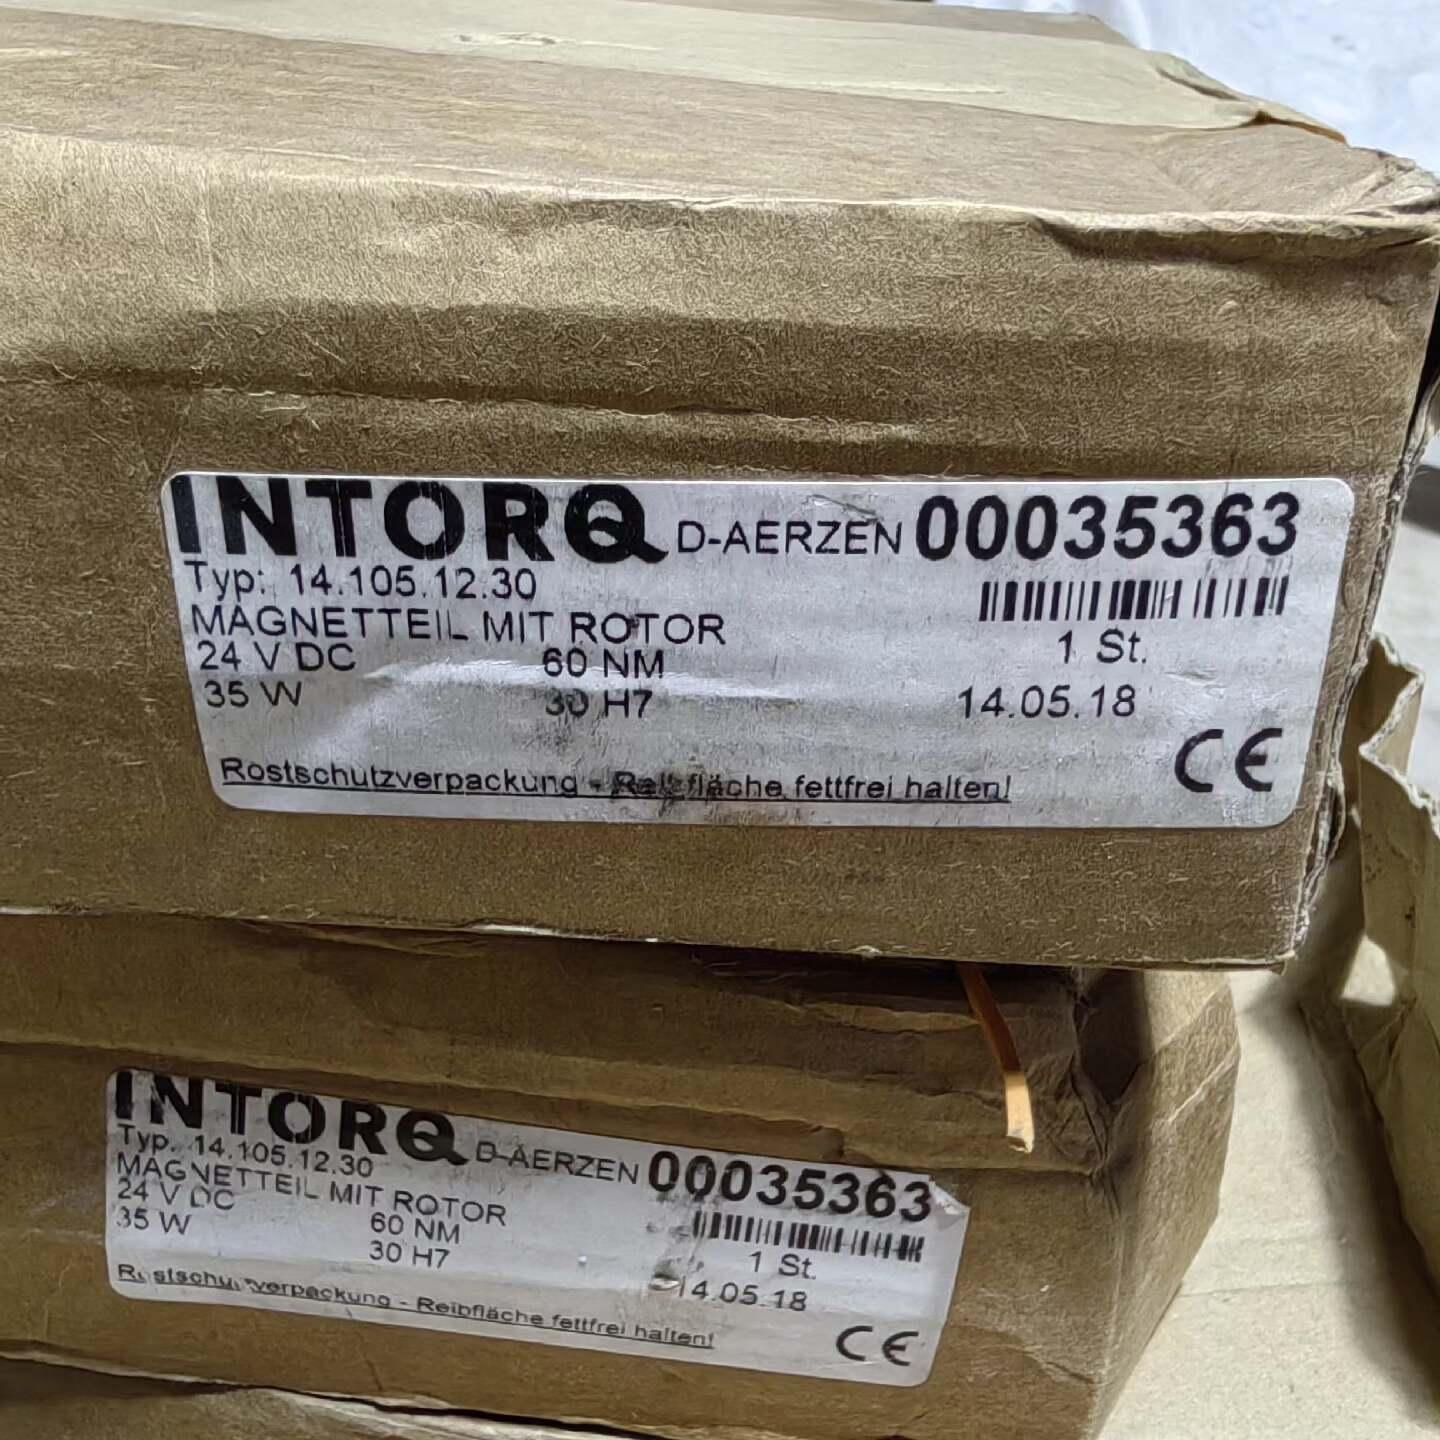 INTORQ D-AERZEN 00035363
Typ: 14.105.12.30
MAGNETTEIL MIT ROTOR
1 St.
24 V DC 60 NM
35 W 30 H7 14.05.18
CE
Rostschutzverpackung - Reibfläche fettfrei halten!
INTORQ D-AERZEN 00035363
Typ. 14.105.12.30
MAGNETTEIL MIT ROTOR
24 V DC 60 NM 1 St.
35 W 30 H7 14.05.18
Rostschutzverpackung - Reibfläche fettfrei halten!
CE